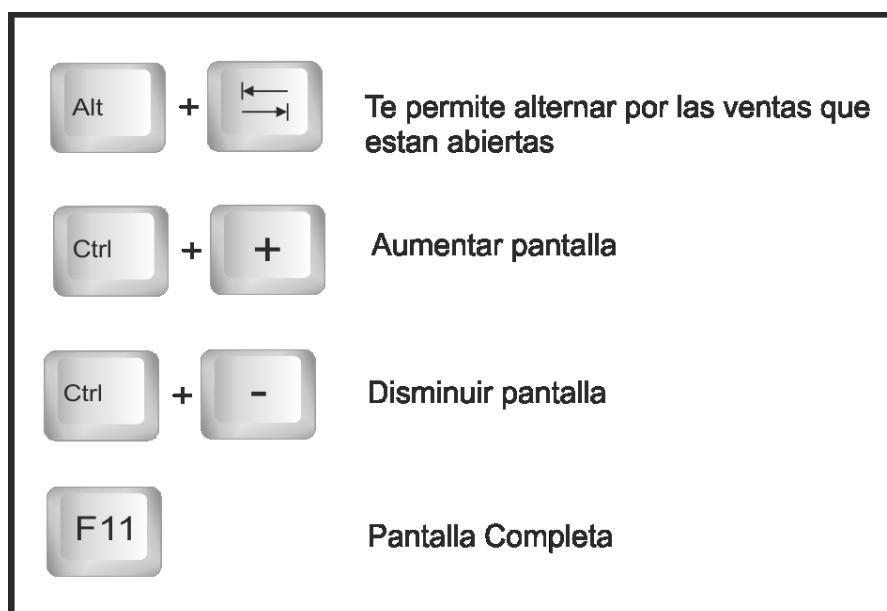 Alt + Te permite alternar por las ventas que
estan abiertas
Ctrl + + Aumentar pantalla
Ctrl + - Disminuir pantalla
F11 Pantalla Completa